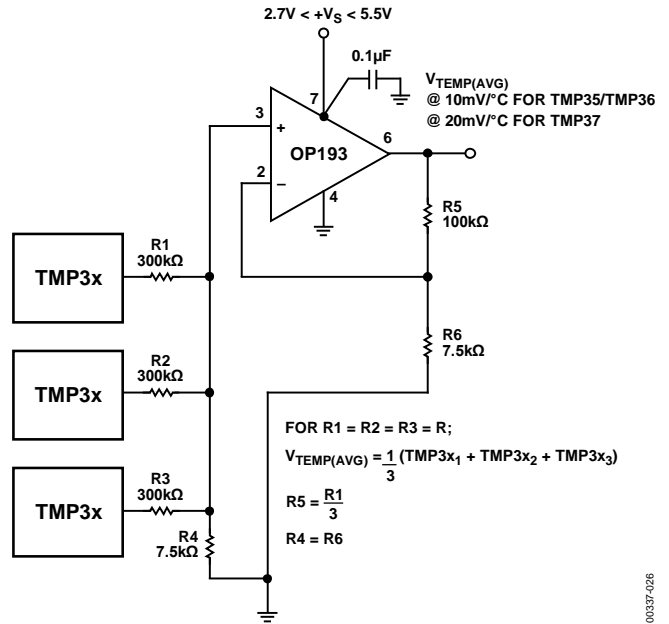 2.7V < +VS < 5.5V
0.1µF
VTEMP(AVG)
@ 10mV/°C FOR TMP35/TMP36
@ 20mV/°C FOR TMP37
7
3
+
OP193
6
2
−
4
R5
100kΩ
R1
300kΩ
TMP3x
R2
300kΩ
TMP3x
R6
7.5kΩ
R3
300kΩ
TMP3x
R4
7.5kΩ
FOR R1 = R2 = R3 = R;
VTEMP(AVG) = 1/3 (TMP3x1 + TMP3x2 + TMP3x3)
R5 = R1/3
R4 = R6
00337-026